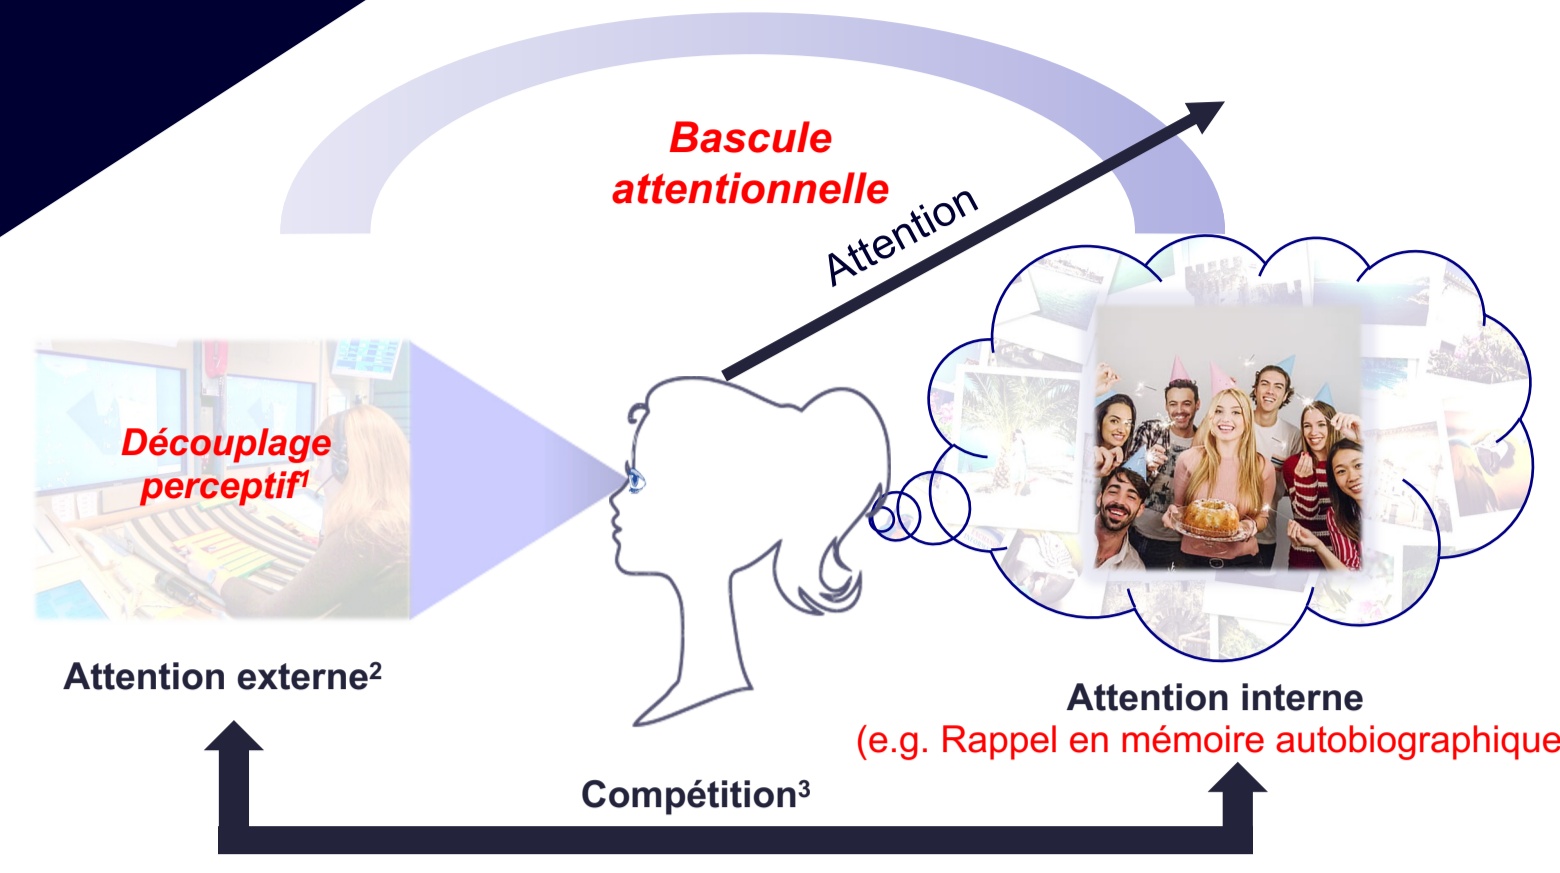 Bascule
attentionnelle
Attention
Découplage
perceptif¹
Attention externe²
Attention interne
(e.g. Rappel en mémoire autobiographique
Compétition³